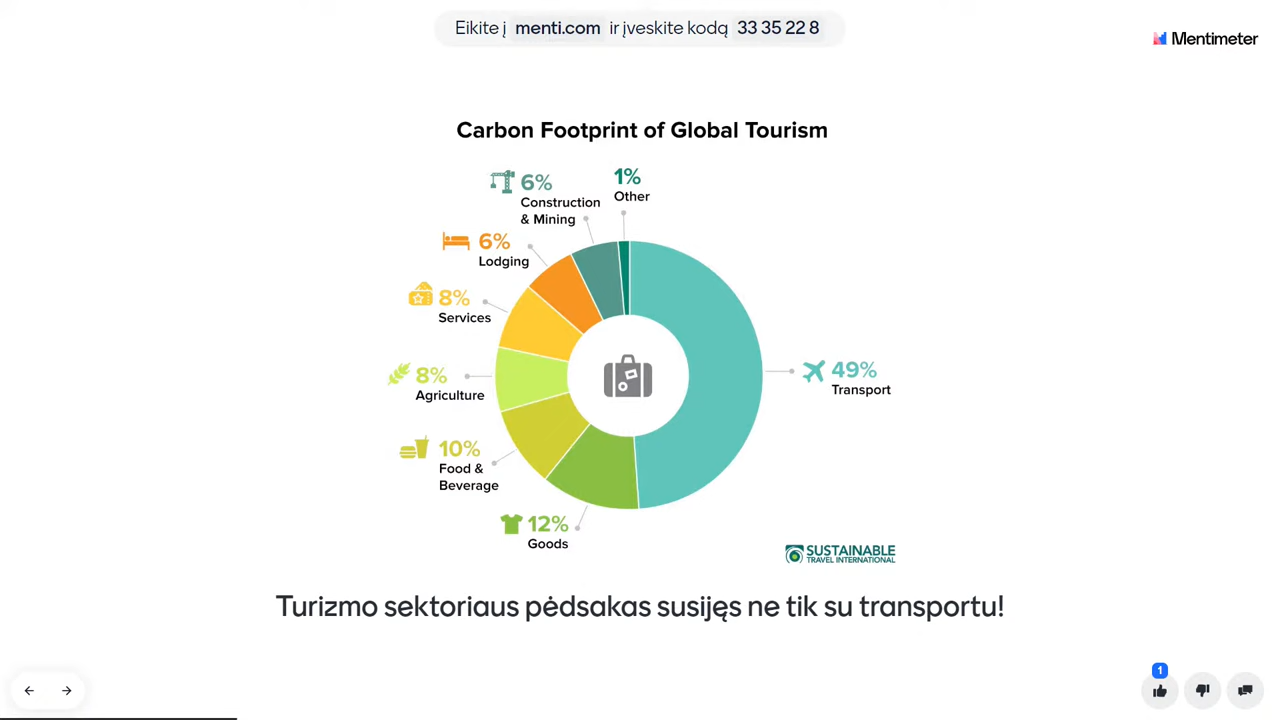 Eikite į menti.com ir įveskite kodą 33 35 22 8
Mentimeter
Carbon Footprint of Global Tourism
6%
Construction
& Mining
1%
Other
6%
Lodging
8%
Services
8%
Agriculture
49%
Transport
10%
Food &
Beverage
12%
Goods
SUSTAINABLE
TRAVEL INTERNATIONAL
Turizmo sektoriaus pėdsakas susijęs ne tik su transportu!
1